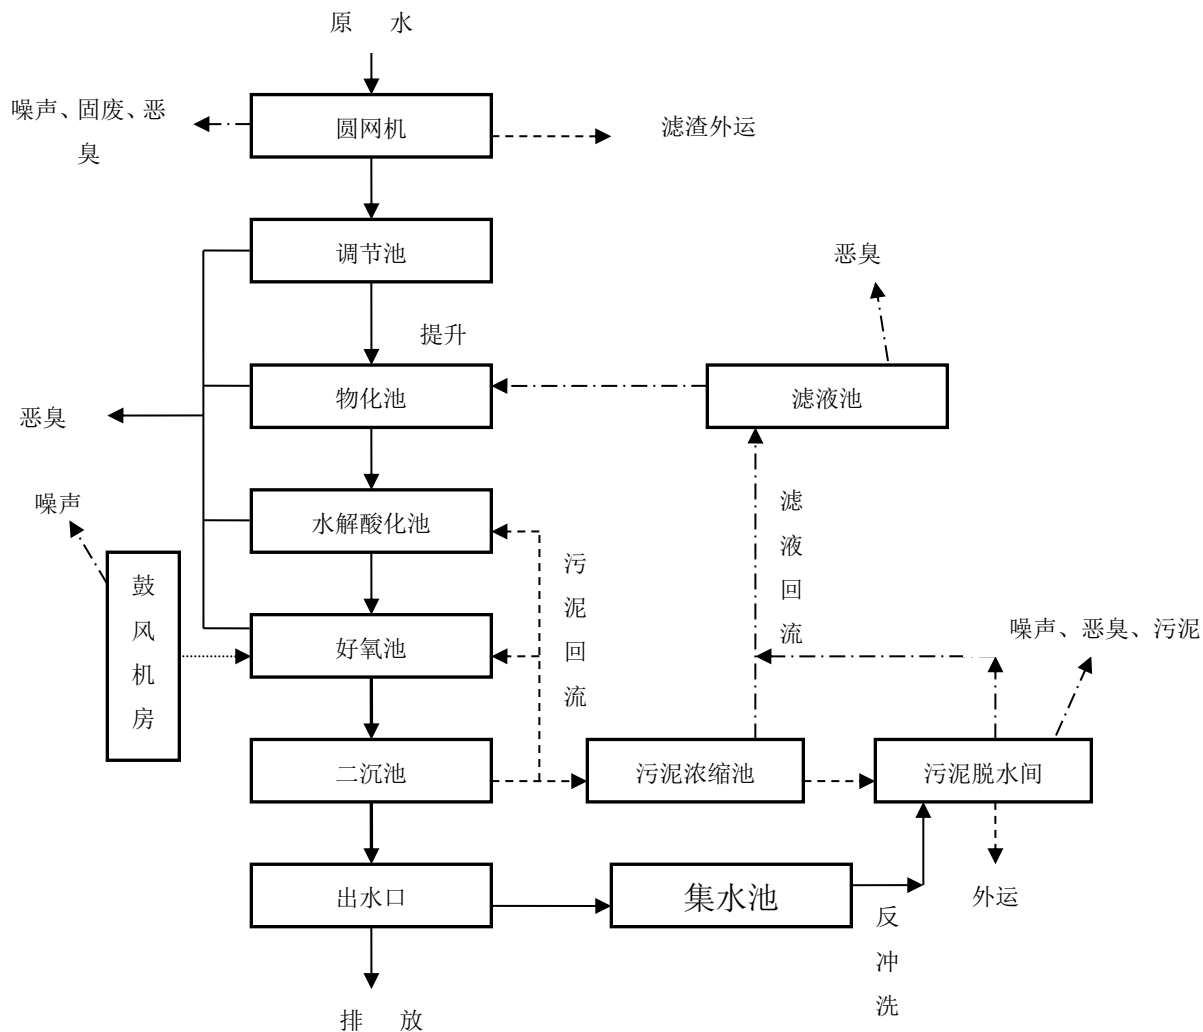 原 水
噪声、固废、恶
臭
圆网机
滤渣外运
调节池
恶臭
提升
物化池
滤液池
恶臭
噪声
水解酸化池
滤液回流
污泥回流
鼓风机房
好氧池
噪声、恶臭、污泥
二沉池
污泥浓缩池
污泥脱水间
出水口
集水池
外运
反冲洗
排 放